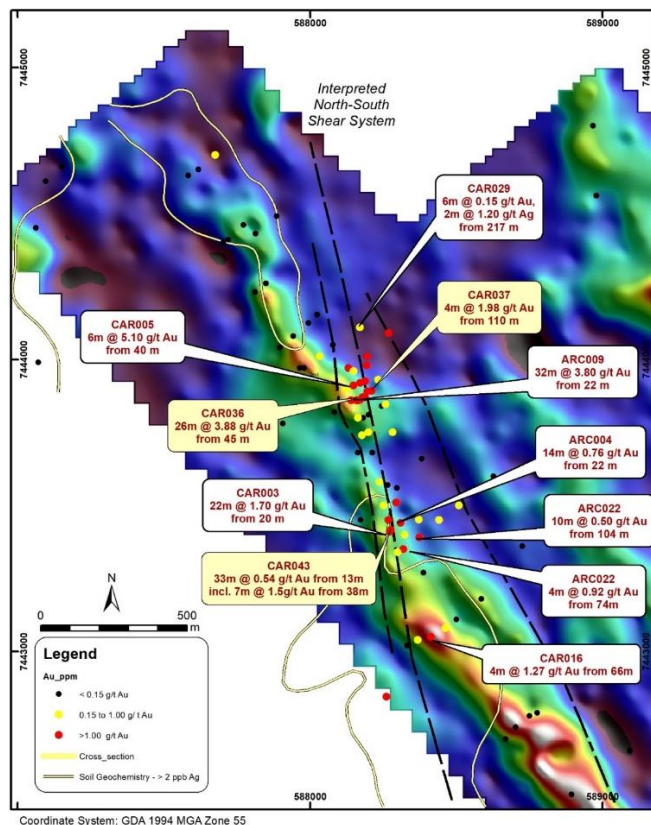 588000
589000
7445000
7445000
Interpreted
North-South
Shear System
CAR029
6m @ 0.15 g/t Au,
2m @ 1.20 g/t Ag
from 217 m
CAR037
4m @ 1.98 g/t Au
from 110 m
CAR005
6m @ 5.10 g/t Au
from 40 m
7444000
7444000
ARC009
32m @ 3.80 g/t Au
from 22 m
CAR036
26m @ 3.88 g/t Au
from 45 m
ARC004
14m @ 0.76 g/t Au
from 22 m
CAR003
22m @ 1.70 g/t Au
from 20 m
ARC022
10m @ 0.50 g/t Au
from 104 m
CAR043
33m @ 0.54 g/t Au from 13m
incl. 7m @ 1.5g/t Au from 38m
ARC022
4m @ 0.92 g/t Au
from 74m
N
0 500
m
7443000
7443000
CAR016
4m @ 1.27 g/t Au from 66m
Legend
Au_ppm
< 0.15 g/t Au
0.15 to 1.00 g/ t Au
>1.00 g/t Au
Cross_section
Soil Geochemistry - > 2 ppb Ag
588000
589000
Coordinate System: GDA 1994 MGA Zone 55